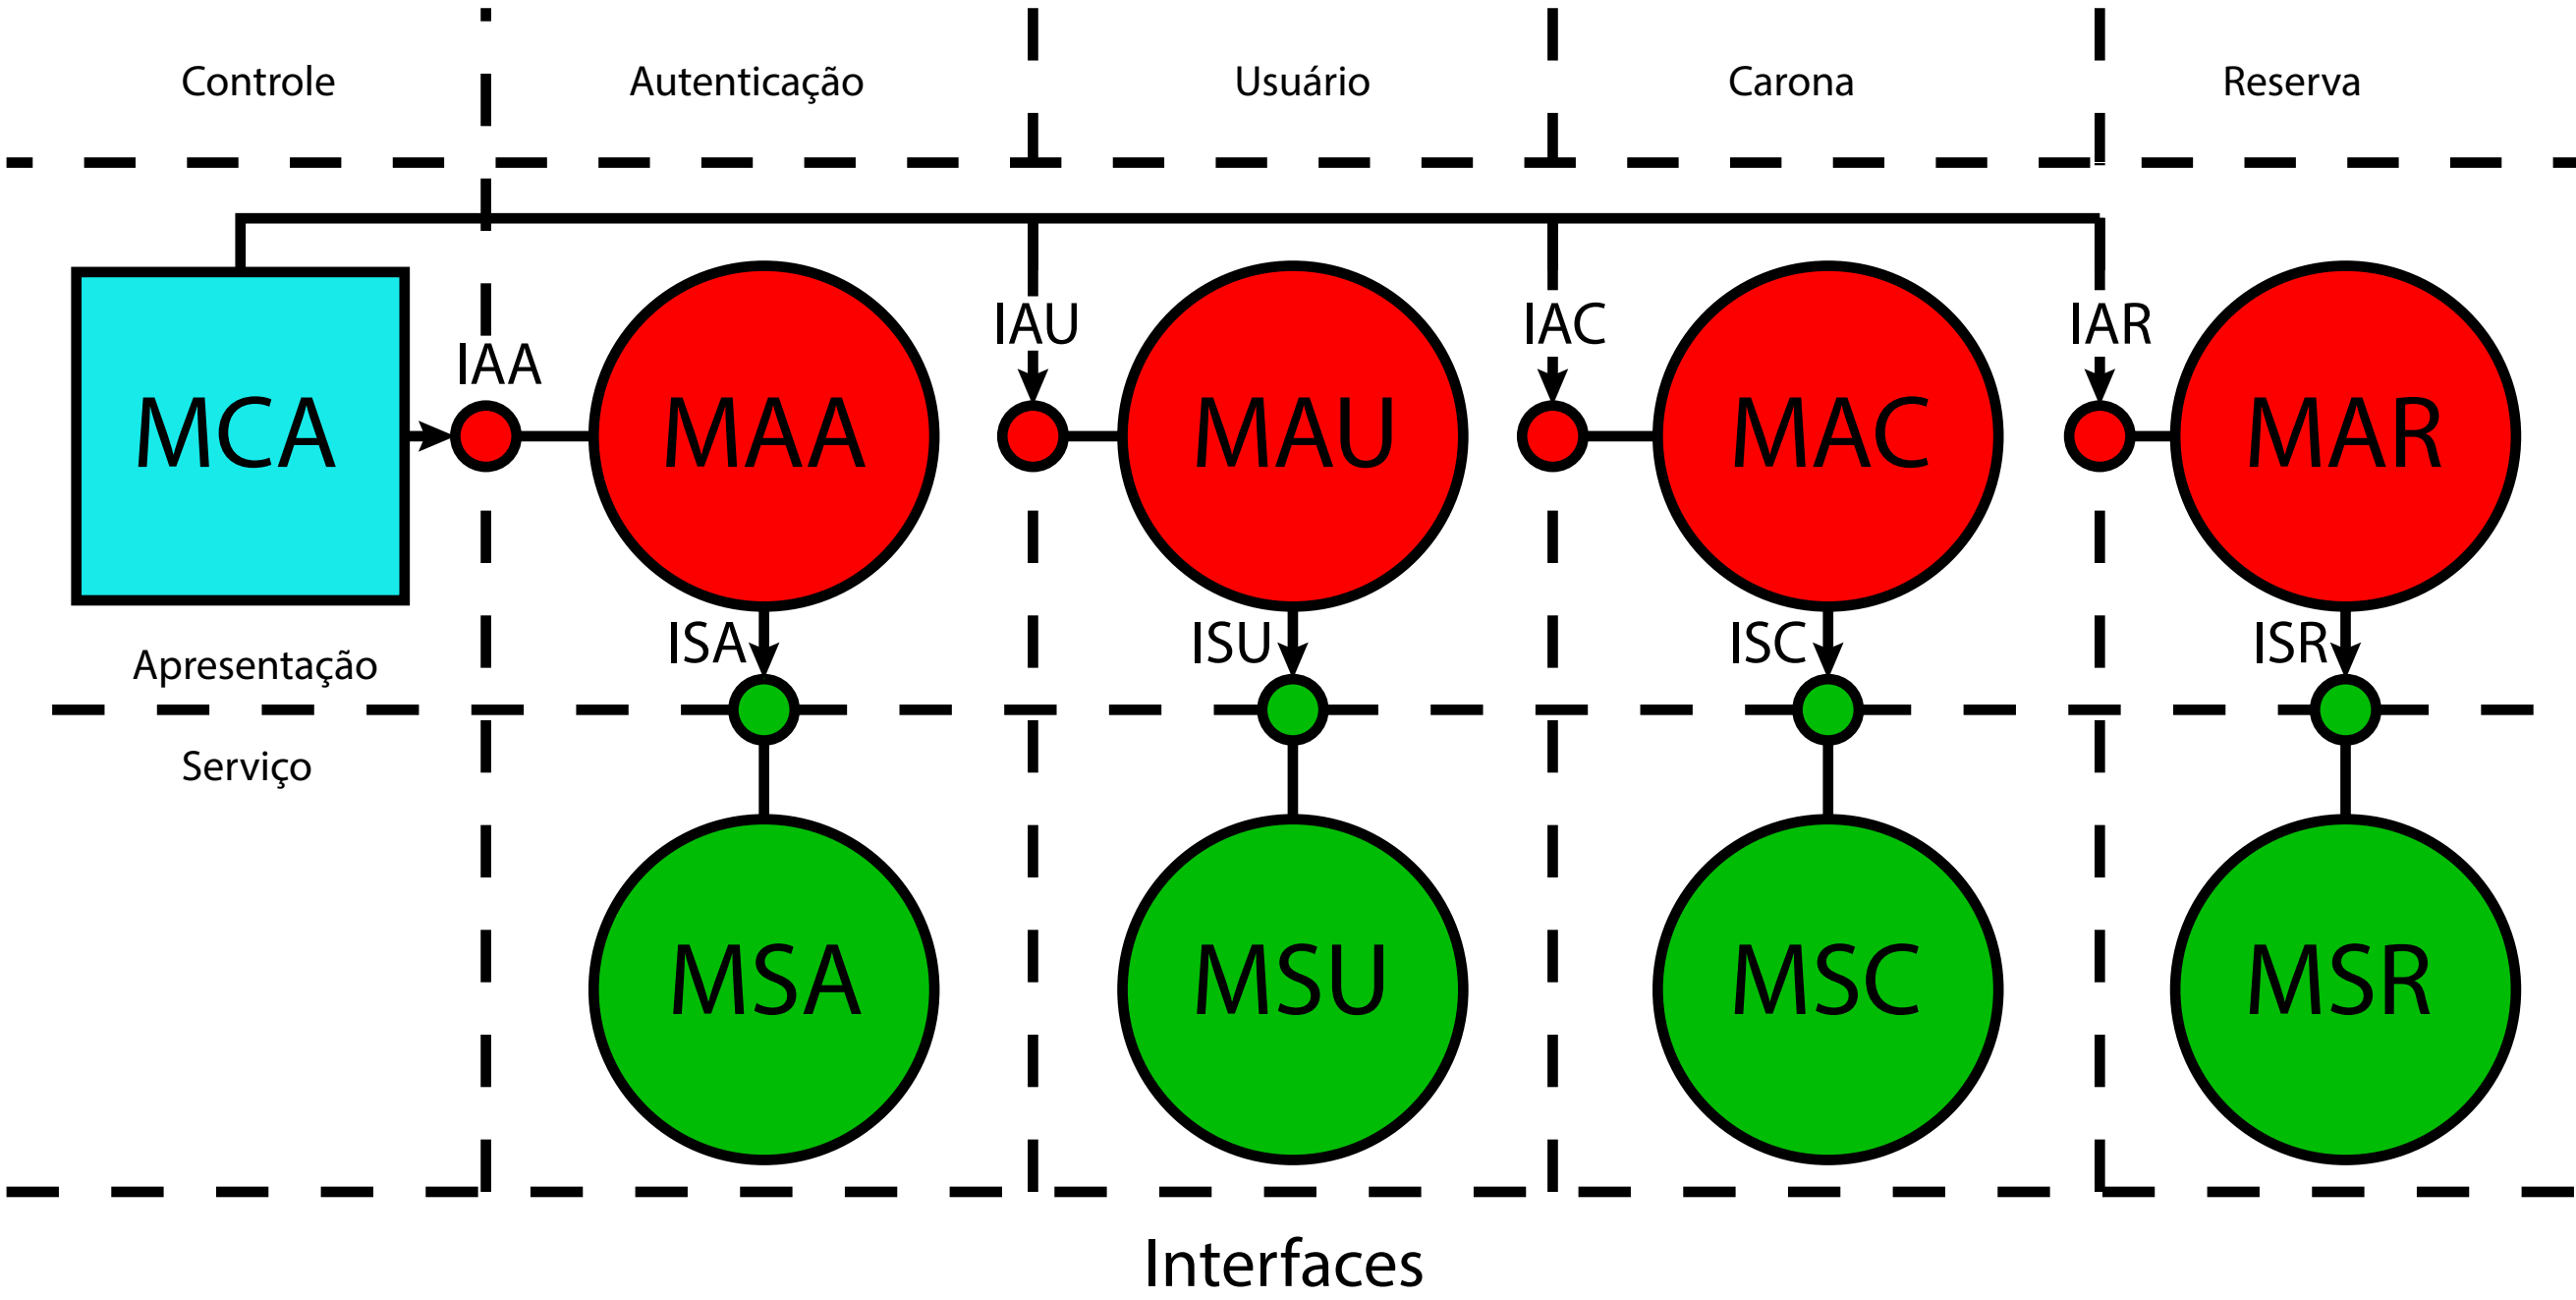 Controle
Autenticação
Usuário
Carona
Reserva
IAU
IAC
IAR
IAA
MCA
MAA
MAU
MAC
MAR
ISA
ISU
ISC
ISR
Apresentação
Serviço
MSA
MSU
MSC
MSR
Interfaces